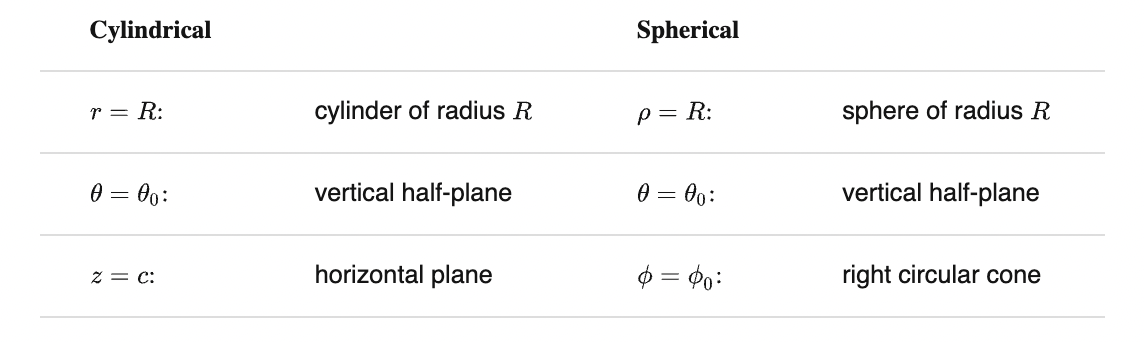 Cylindrical Spherical
r = R: cylinder of radius R ρ = R: sphere of radius R
θ = θ₀: vertical half-plane θ = θ₀: vertical half-plane
z = c: horizontal plane ϕ = ϕ₀: right circular cone